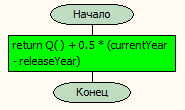 Начало
return Q( ) + 0.5 * (currentYear
- releaseYear)
Конец